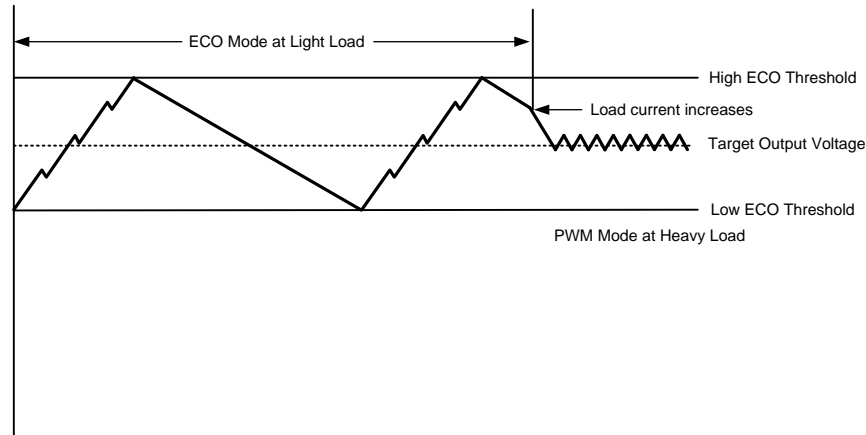 ECO Mode at Light Load
High ECO Threshold
Load current increases
Target Output Voltage
Low ECO Threshold
PWM Mode at Heavy Load